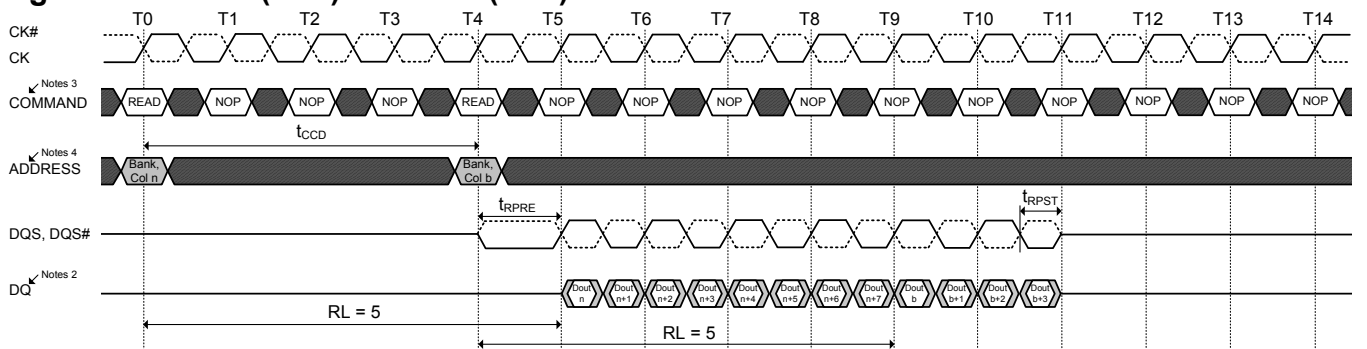 T0 T1 T2 T3 T4 T5 T6 T7 T8 T9 T10 T11 T12 T13 T14
CK#
CK
Notes 3
COMMAND READ NOP NOP NOP READ NOP NOP NOP NOP NOP NOP NOP NOP NOP NOP
tCCD
Notes 4
ADDRESS
Bank, Col n
Bank, Col b
tRPRE
tRPST
DQS, DQS#
Notes 2
DQ
Dout n
Dout n+1
Dout n+2
Dout n+3
Dout n+4
Dout n+5
Dout n+6
Dout n+7
Dout b
Dout b+1
Dout b+2
Dout b+3
RL = 5
RL = 5